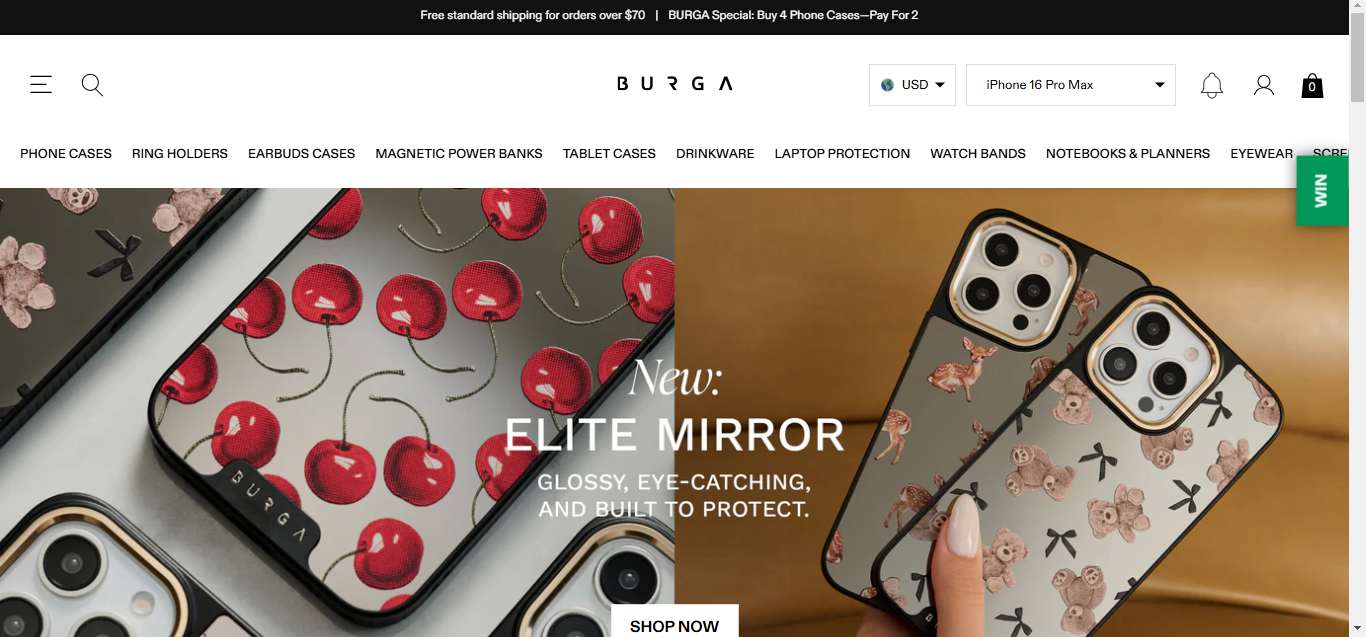 Free standard shipping for orders over $70 | BURGA Special: Buy 4 Phone Cases—Pay For 2
BURGA
USD
iPhone 16 Pro Max
0
PHONE CASES RING HOLDERS EARBUDS CASES MAGNETIC POWER BANKS TABLET CASES DRINKWARE LAPTOP PROTECTION WATCH BANDS NOTEBOOKS & PLANNERS EYEWEAR
WIN
New:
ELITE MIRROR
GLOSSY, EYE-CATCHING,
AND BUILT TO PROTECT.
BURGA
SHOP NOW